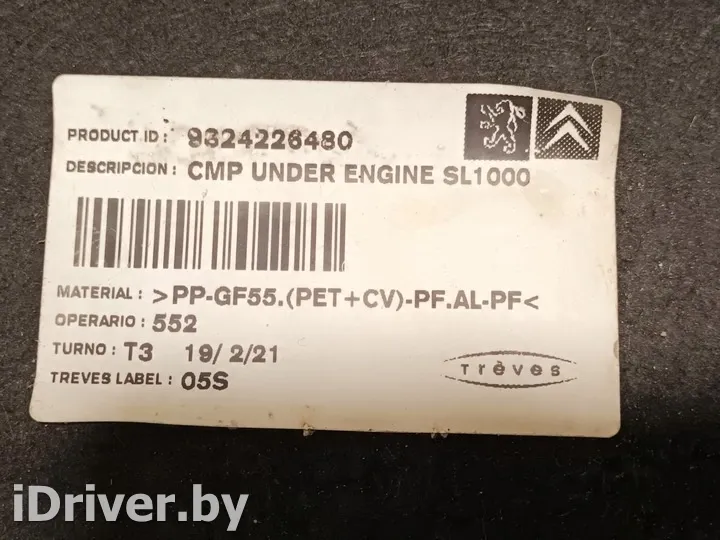 PRODUCT ID: 9324226480
DESCRIPCION: CMP UNDER ENGINE SL1000
MATERIAL: >PP-GF55.(PET+CV)-PF.AL-PF<
OPERARIO: 552
TURNO: T3 19/ 2/21
TREVES LABEL: 05S
Trèves
iDriver.by